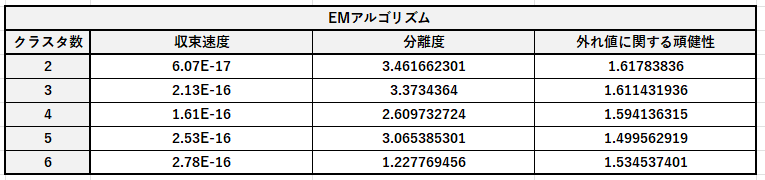 EMアルゴリズム
クラスタ数 収束速度 分離度 外れ値に関する頑健性
2 6.07E-17 3.461662301 1.61783836
3 2.13E-16 3.3734364 1.611431936
4 1.61E-16 2.609732724 1.594136315
5 2.53E-16 3.065385301 1.499562919
6 2.78E-16 1.227769456 1.534537401